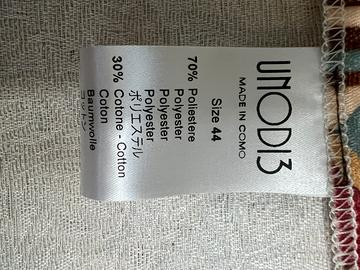 UNODI3
MADE IN COMO
Size 44
70% Poliestere
Polyester
Polyester
ポリエステル
30% Cotone - Cotton
Coton
Baumwolle